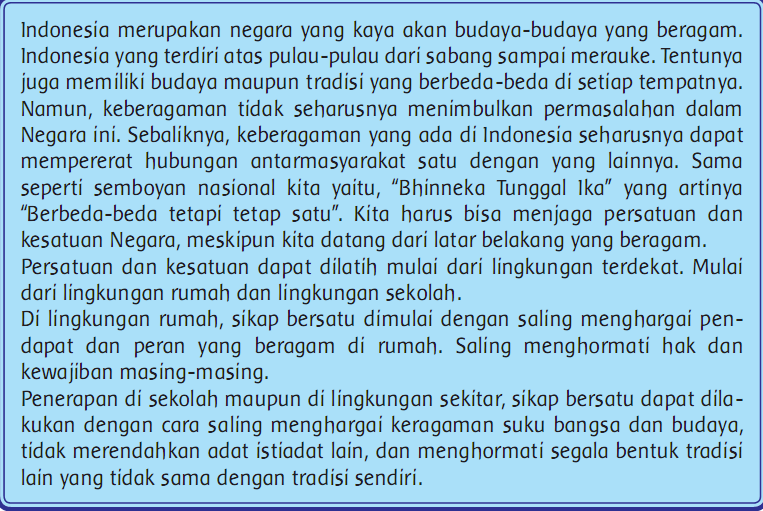 Indonesia merupakan negara yang kaya akan budaya-budaya yang beragam.
Indonesia yang terdiri atas pulau-pulau dari sabang sampai merauke. Tentunya
juga memiliki budaya maupun tradisi yang berbeda-beda di setiap tempatnya.
Namun, keberagaman tidak seharusnya menimbulkan permasalahan dalam
Negara ini. Sebaliknya, keberagaman yang ada di Indonesia seharusnya dapat
mempererat hubungan antarmasyarakat satu dengan yang lainnya. Sama
seperti semboyan nasional kita yaitu, “Bhinneka Tunggal Ika” yang artinya
“Berbeda-beda tetapi tetap satu”. Kita harus bisa menjaga persatuan dan
kesatuan Negara, meskipun kita datang dari latar belakang yang beragam.
Persatuan dan kesatuan dapat dilatih mulai dari lingkungan terdekat. Mulai
dari lingkungan rumah dan lingkungan sekolah.
Di lingkungan rumah, sikap bersatu dimulai dengan saling menghargai pen-
dapat dan peran yang beragam di rumah. Saling menghormati hak dan
kewajiban masing-masing.
Penerapan di sekolah maupun di lingkungan sekitar, sikap bersatu dapat dila-
kukan dengan cara saling menghargai keragaman suku bangsa dan budaya,
tidak merendahkan adat istiadat lain, dan menghormati segala bentuk tradisi
lain yang tidak sama dengan tradisi sendiri.